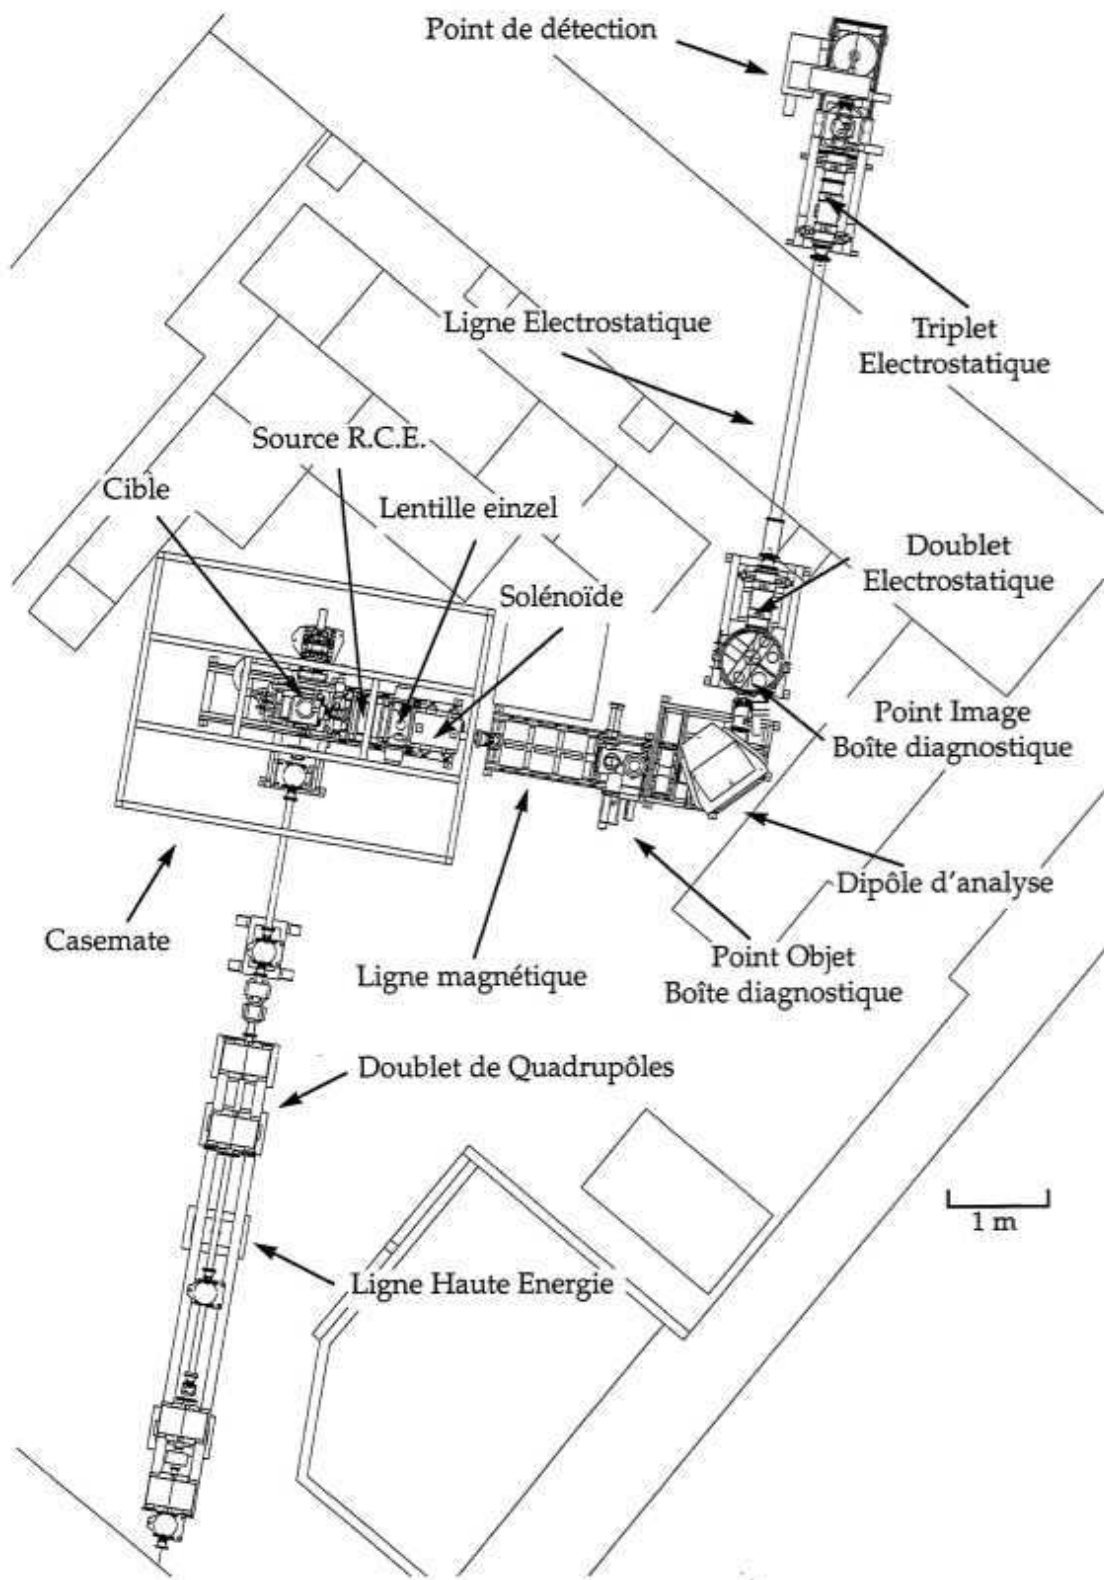 Point de détection
Ligne Electrostatique
Triplet
Electrostatique
Source R.C.E.
Cible
Lentille einzel
Solénoïde
Doublet
Electrostatique
Point Image
Boîte diagnostique
Dipôle d'analyse
Casemate
Ligne magnétique
Point Objet
Boîte diagnostique
Doublet de Quadrupôles
1 m
Ligne Haute Energie